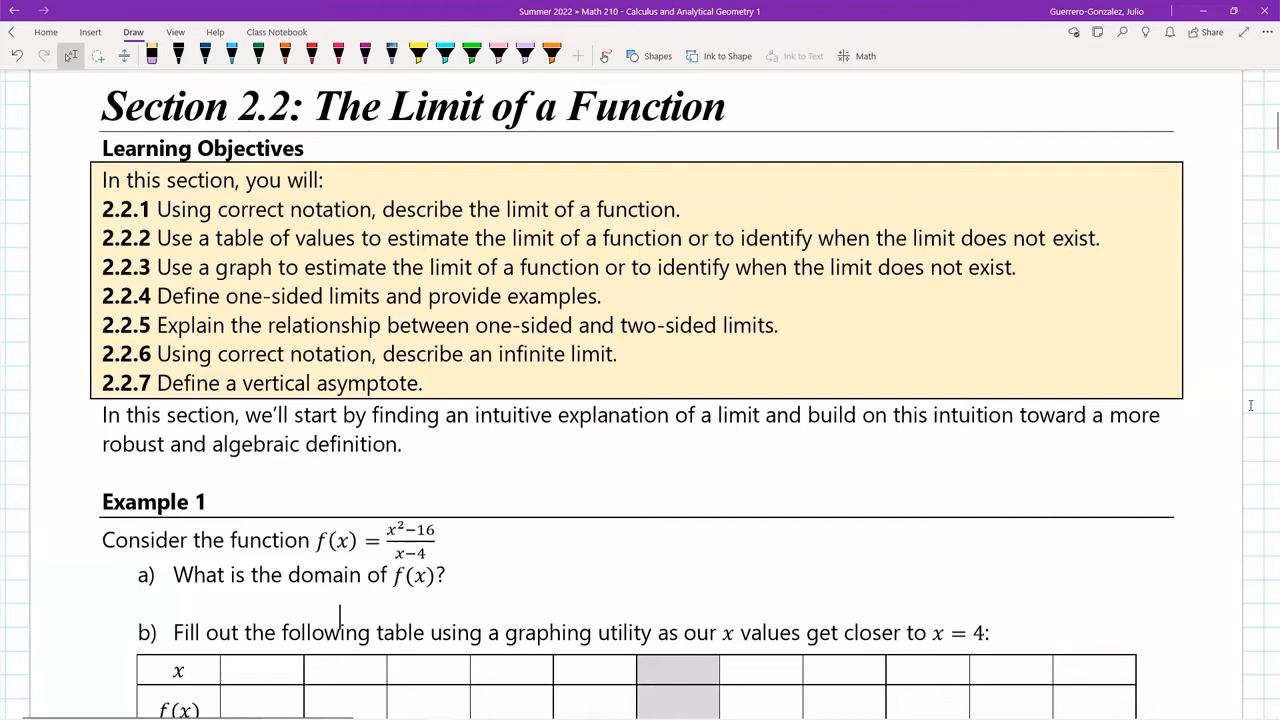 Summer 2022 » Math 210 - Calculus and Analytical Geometry 1
Guerrero-Gonzalez, Julio
Home Insert Draw View Help Class Notebook
Share
Shapes Ink to Shape Ink to Text Math
Section 2.2: The Limit of a Function
Learning Objectives
In this section, you will:
2.2.1 Using correct notation, describe the limit of a function.
2.2.2 Use a table of values to estimate the limit of a function or to identify when the limit does not exist.
2.2.3 Use a graph to estimate the limit of a function or to identify when the limit does not exist.
2.2.4 Define one-sided limits and provide examples.
2.2.5 Explain the relationship between one-sided and two-sided limits.
2.2.6 Using correct notation, describe an infinite limit.
2.2.7 Define a vertical asymptote.
In this section, we'll start by finding an intuitive explanation of a limit and build on this intuition toward a more
robust and algebraic definition.
Example 1
Consider the function f(x) = (x²−16)/(x−4)
a) What is the domain of f(x)?
b) Fill out the following table using a graphing utility as our x values get closer to x = 4:
x
f(x)